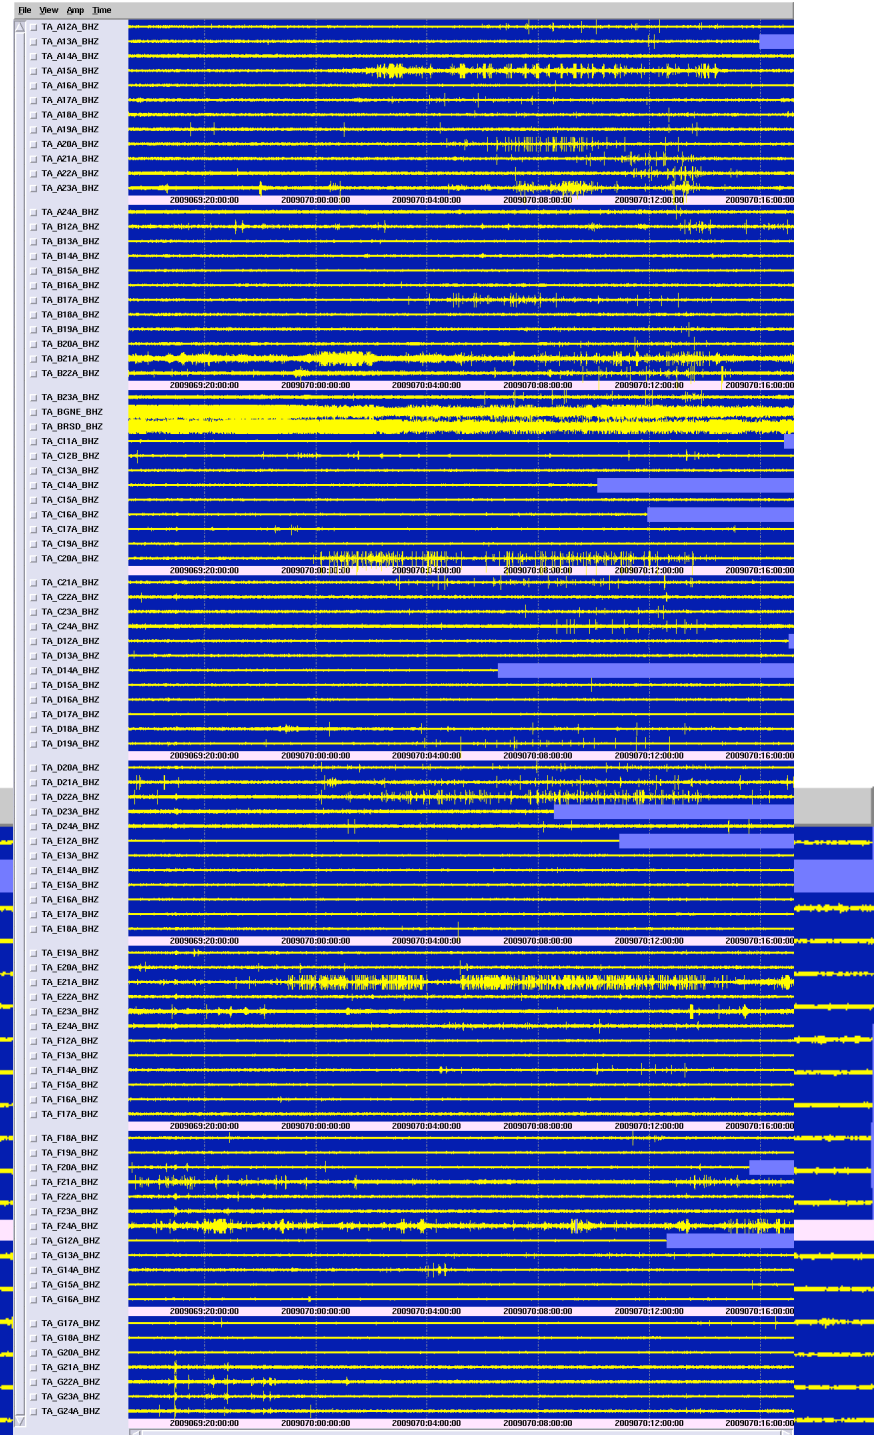 File View Amp Time
TA_A12A_BHZ
TA_A13A_BHZ
TA_A14A_BHZ
TA_A15A_BHZ
TA_A16A_BHZ
TA_A17A_BHZ
TA_A18A_BHZ
TA_A19A_BHZ
TA_A20A_BHZ
TA_A21A_BHZ
TA_A22A_BHZ
TA_A23A_BHZ
2009069:20:00:00 2009070:00:00:00 2009070:04:00:00 2009070:08:00:00 2009070:12:00:00 2009070:16:00:00
TA_A24A_BHZ
TA_B12A_BHZ
TA_B13A_BHZ
TA_B14A_BHZ
TA_B15A_BHZ
TA_B16A_BHZ
TA_B17A_BHZ
TA_B18A_BHZ
TA_B19A_BHZ
TA_B20A_BHZ
TA_B21A_BHZ
TA_B22A_BHZ
2009069:20:00:00 2009070:00:00:00 2009070:04:00:00 2009070:08:00:00 2009070:12:00:00 2009070:16:00:00
TA_B23A_BHZ
TA_BGNE_BHZ
TA_BRSD_BHZ
TA_C11A_BHZ
TA_C12B_BHZ
TA_C13A_BHZ
TA_C14A_BHZ
TA_C15A_BHZ
TA_C16A_BHZ
TA_C17A_BHZ
TA_C19A_BHZ
TA_C20A_BHZ
2009069:20:00:00 2009070:00:00:00 2009070:04:00:00 2009070:08:00:00 2009070:12:00:00 2009070:16:00:00
TA_C21A_BHZ
TA_C22A_BHZ
TA_C23A_BHZ
TA_C24A_BHZ
TA_D12A_BHZ
TA_D13A_BHZ
TA_D14A_BHZ
TA_D15A_BHZ
TA_D16A_BHZ
TA_D17A_BHZ
TA_D18A_BHZ
TA_D19A_BHZ
2009069:20:00:00 2009070:00:00:00 2009070:04:00:00 2009070:08:00:00 2009070:12:00:00 2009070:16:00:00
TA_D20A_BHZ
TA_D21A_BHZ
TA_D22A_BHZ
TA_D23A_BHZ
TA_D24A_BHZ
TA_E12A_BHZ
TA_E13A_BHZ
TA_E14A_BHZ
TA_E15A_BHZ
TA_E16A_BHZ
TA_E17A_BHZ
TA_E18A_BHZ
2009069:20:00:00 2009070:00:00:00 2009070:04:00:00 2009070:08:00:00 2009070:12:00:00 2009070:16:00:00
TA_E19A_BHZ
TA_E20A_BHZ
TA_E21A_BHZ
TA_E22A_BHZ
TA_E23A_BHZ
TA_E24A_BHZ
TA_F12A_BHZ
TA_F13A_BHZ
TA_F14A_BHZ
TA_F15A_BHZ
TA_F16A_BHZ
TA_F17A_BHZ
2009069:20:00:00 2009070:00:00:00 2009070:04:00:00 2009070:08:00:00 2009070:12:00:00 2009070:16:00:00
TA_F18A_BHZ
TA_F19A_BHZ
TA_F20A_BHZ
TA_F21A_BHZ
TA_F22A_BHZ
TA_F23A_BHZ
TA_F24A_BHZ
TA_G12A_BHZ
TA_G13A_BHZ
TA_G14A_BHZ
TA_G15A_BHZ
TA_G16A_BHZ
2009069:20:00:00 2009070:00:00:00 2009070:04:00:00 2009070:08:00:00 2009070:12:00:00 2009070:16:00:00
TA_G17A_BHZ
TA_G18A_BHZ
TA_G20A_BHZ
TA_G21A_BHZ
TA_G22A_BHZ
TA_G23A_BHZ
TA_G24A_BHZ
2009069:20:00:00 2009070:00:00:00 2009070:04:00:00 2009070:08:00:00 2009070:12:00:00 2009070:16:00:00